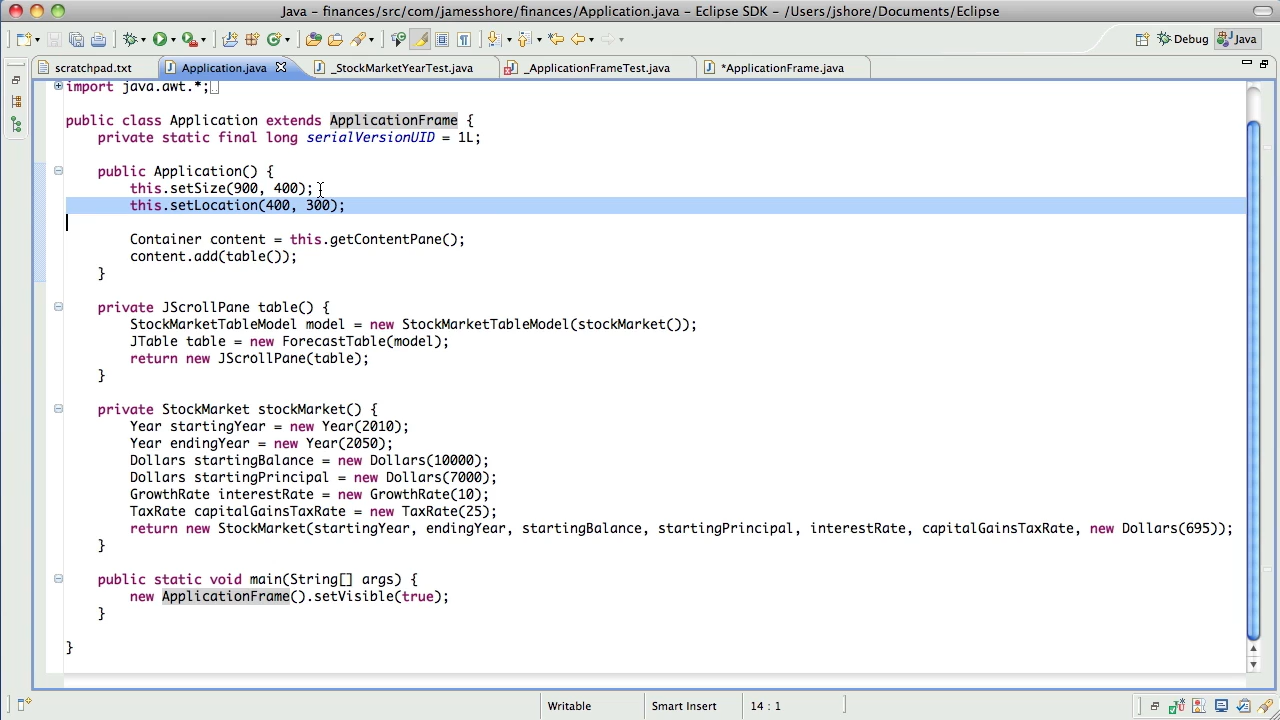 Java – finances/src/com/jamesshore/finances/Application.java – Eclipse SDK – /Users/jshore/Documents/Eclipse
Debug
Java
scratchpad.txt
Application.java
_StockMarketYearTest.java
_ApplicationFrameTest.java
*ApplicationFrame.java
import java.awt.*;
public class Application extends ApplicationFrame {
private static final long serialVersionUID = 1L;
public Application() {
this.setSize(900, 400);
this.setLocation(400, 300);
Container content = this.getContentPane();
content.add(table());
}
private JScrollPane table() {
StockMarketTableModel model = new StockMarketTableModel(stockMarket());
JTable table = new ForecastTable(model);
return new JScrollPane(table);
}
private StockMarket stockMarket() {
Year startingYear = new Year(2010);
Year endingYear = new Year(2050);
Dollars startingBalance = new Dollars(10000);
Dollars startingPrincipal = new Dollars(7000);
GrowthRate interestRate = new GrowthRate(10);
TaxRate capitalGainsTaxRate = new TaxRate(25);
return new StockMarket(startingYear, endingYear, startingBalance, startingPrincipal, interestRate, capitalGainsTaxRate, new Dollars(695));
}
public static void main(String[] args) {
new ApplicationFrame().setVisible(true);
}
}
Writable
Smart Insert
14 : 1